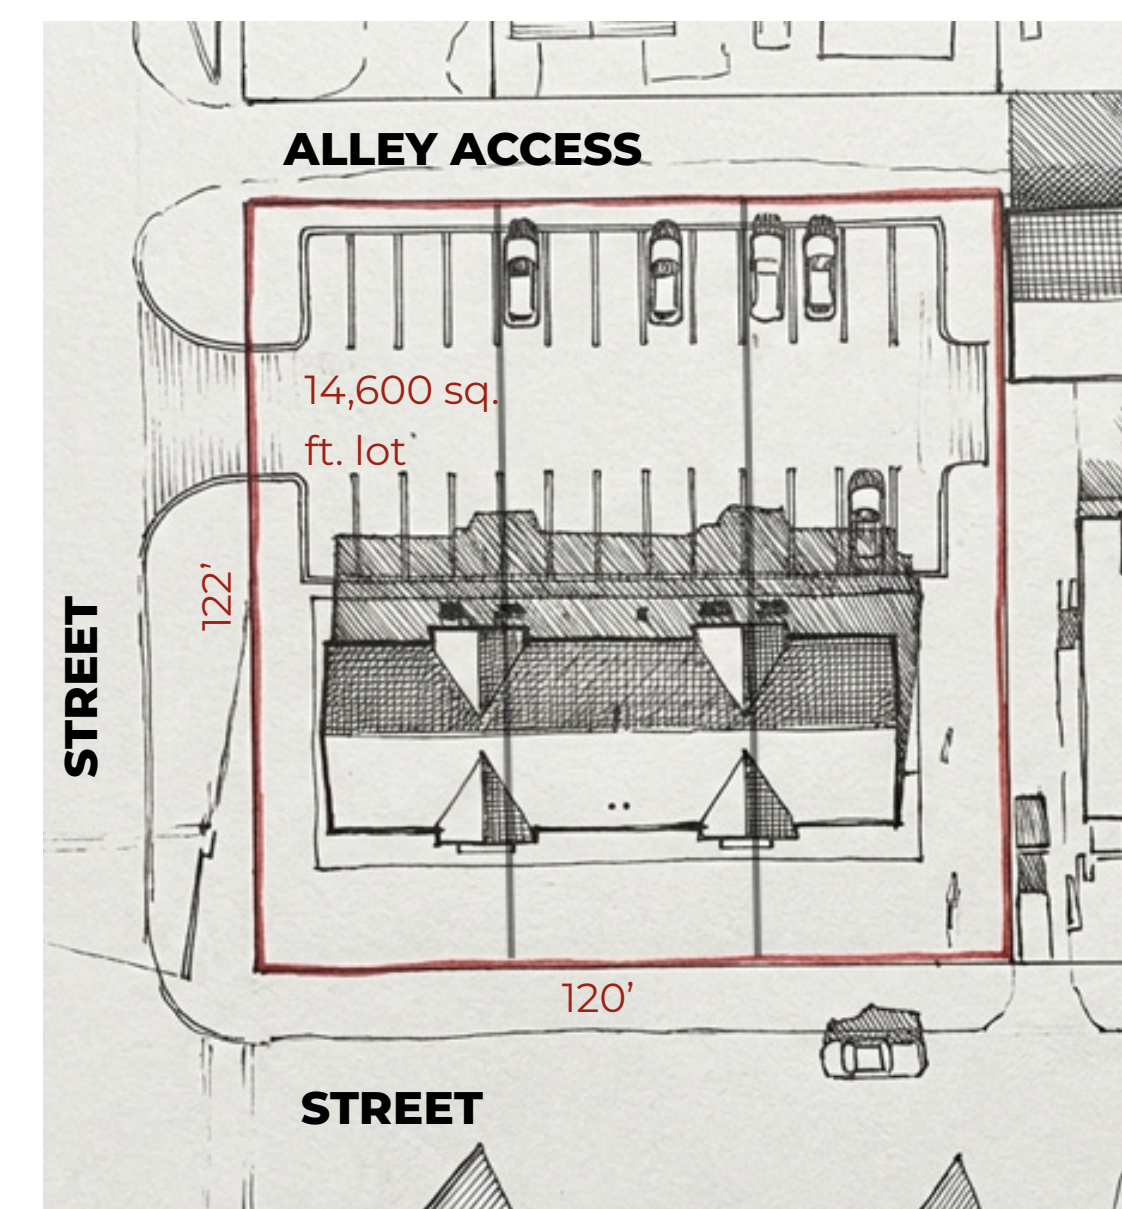 ALLEY ACCESS
14,600 sq.
ft. lot
122’
STREET
120’
STREET